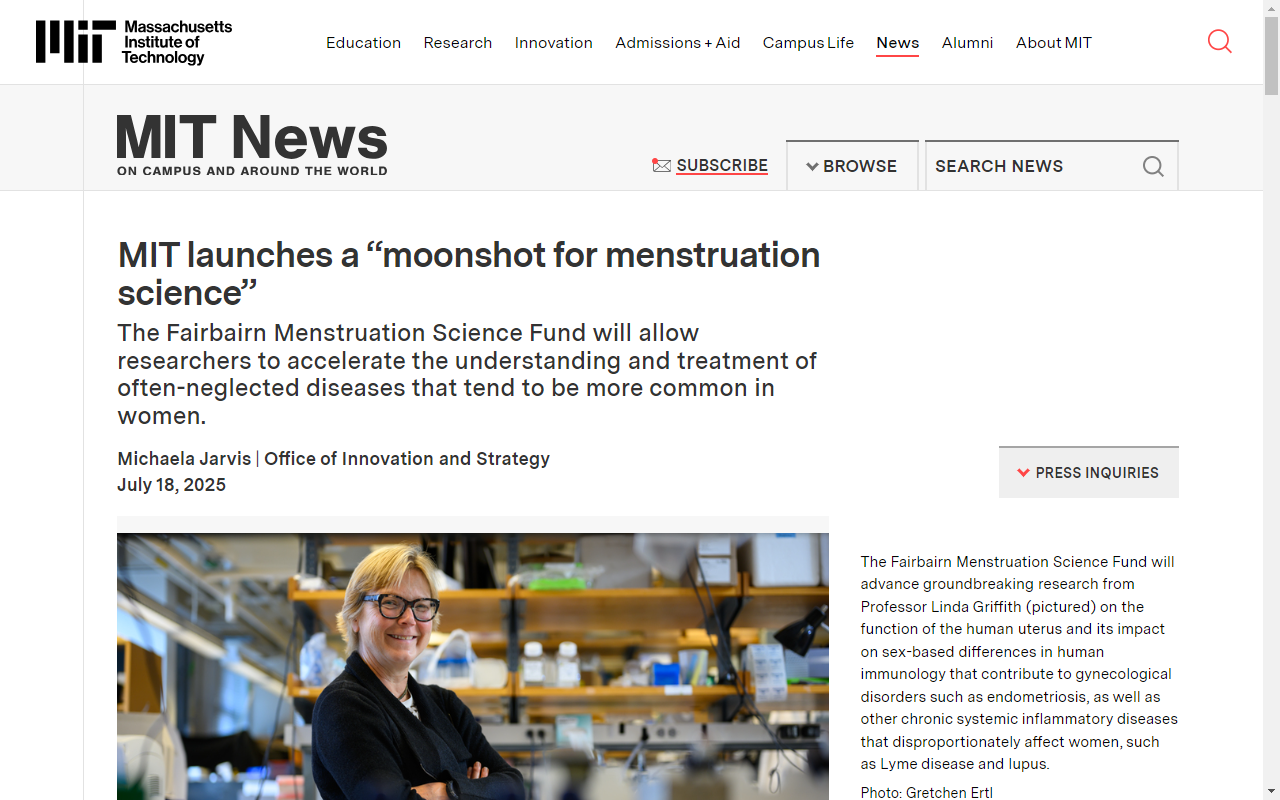 Massachusetts
Institute of
Technology
Education Research Innovation Admissions + Aid Campus Life News Alumni About MIT
MIT News
ON CAMPUS AND AROUND THE WORLD
SUBSCRIBE
BROWSE
SEARCH NEWS
MIT launches a “moonshot for menstruation
science”
The Fairbairn Menstruation Science Fund will allow
researchers to accelerate the understanding and treatment of
often-neglected diseases that tend to be more common in
women.
Michaela Jarvis | Office of Innovation and Strategy
July 18, 2025
PRESS INQUIRIES
The Fairbairn Menstruation Science Fund will
advance groundbreaking research from
Professor Linda Griffith (pictured) on the
function of the human uterus and its impact
on sex-based differences in human
immunology that contribute to gynecological
disorders such as endometriosis, as well as
other chronic systemic inflammatory diseases
that disproportionately affect women, such
as Lyme disease and lupus.
Photo: Gretchen Ertl